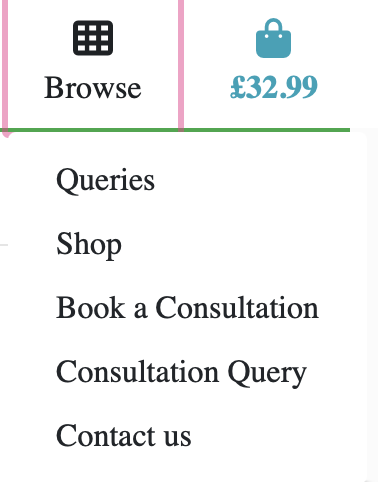 Browse
£32.99
Queries
Shop
Book a Consultation
Consultation Query
Contact us